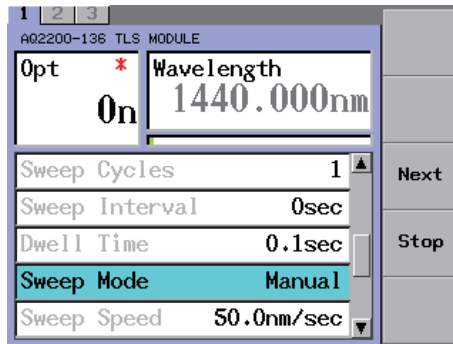 1 2 3
AQ2200-136 TLS MODULE
Opt * Wavelength
On 1440.000nm
Sweep Cycles 1
Sweep Interval 0sec
Dwell Time 0.1sec
Sweep Mode Manual
Sweep Speed 50.0nm/sec
Next
Stop